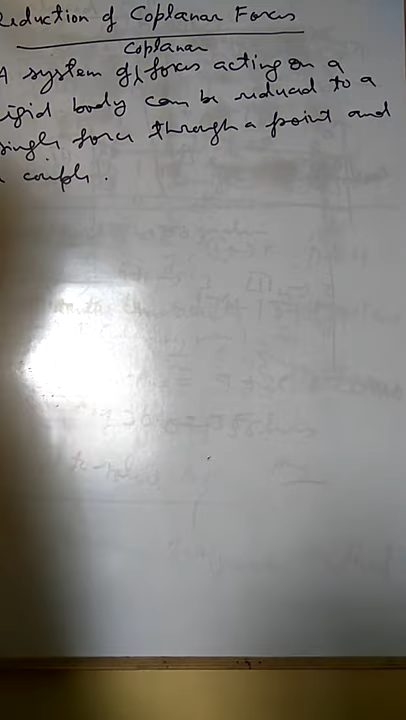 Reduction of Coplanar Forces
coplanar
A system of forces acting on a
rigid body can be reduced to a
single force through a point and
a couple.